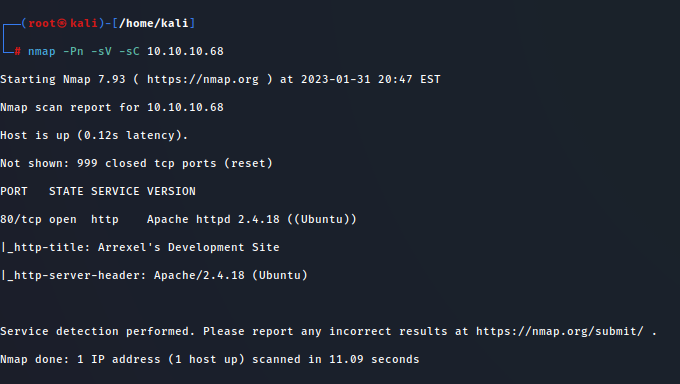 ┌──(root㉿kali)-[/home/kali]
└─# nmap -Pn -sV -sC 10.10.10.68
Starting Nmap 7.93 ( https://nmap.org ) at 2023-01-31 20:47 EST
Nmap scan report for 10.10.10.68
Host is up (0.12s latency).
Not shown: 999 closed tcp ports (reset)
PORT   STATE SERVICE VERSION
80/tcp open  http    Apache httpd 2.4.18 ((Ubuntu))
|_http-title: Arrexel's Development Site
|_http-server-header: Apache/2.4.18 (Ubuntu)
Service detection performed. Please report any incorrect results at https://nmap.org/submit/ .
Nmap done: 1 IP address (1 host up) scanned in 11.09 seconds